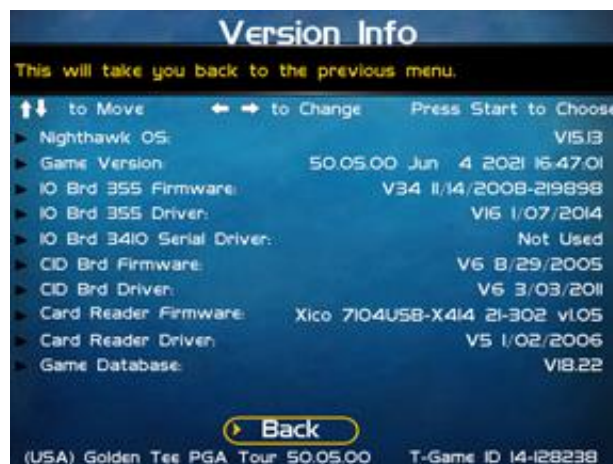 Version Info
This will take you back to the previous menu.
to Move to Change Press Start to Choose
Nighthawk OS: V15.13
Game Version: 50.05.00 Jun 4 2021 16:47:01
IO Brd 355 Firmware: V34 11/14/2008-219898
IO Brd 355 Driver: V16 1/07/2014
IO Brd 3410 Serial Driver: Not Used
CID Brd Firmware: V6 8/29/2005
CID Brd Driver: V6 3/03/2011
Card Reader Firmware: Xico 7104USB-X414 21-302 v1.05
Card Reader Driver: V5 1/02/2006
Game Database: V18.22
Back
(USA) Golden Tee PGA Tour 50.05.00 T-Game ID 14-128238